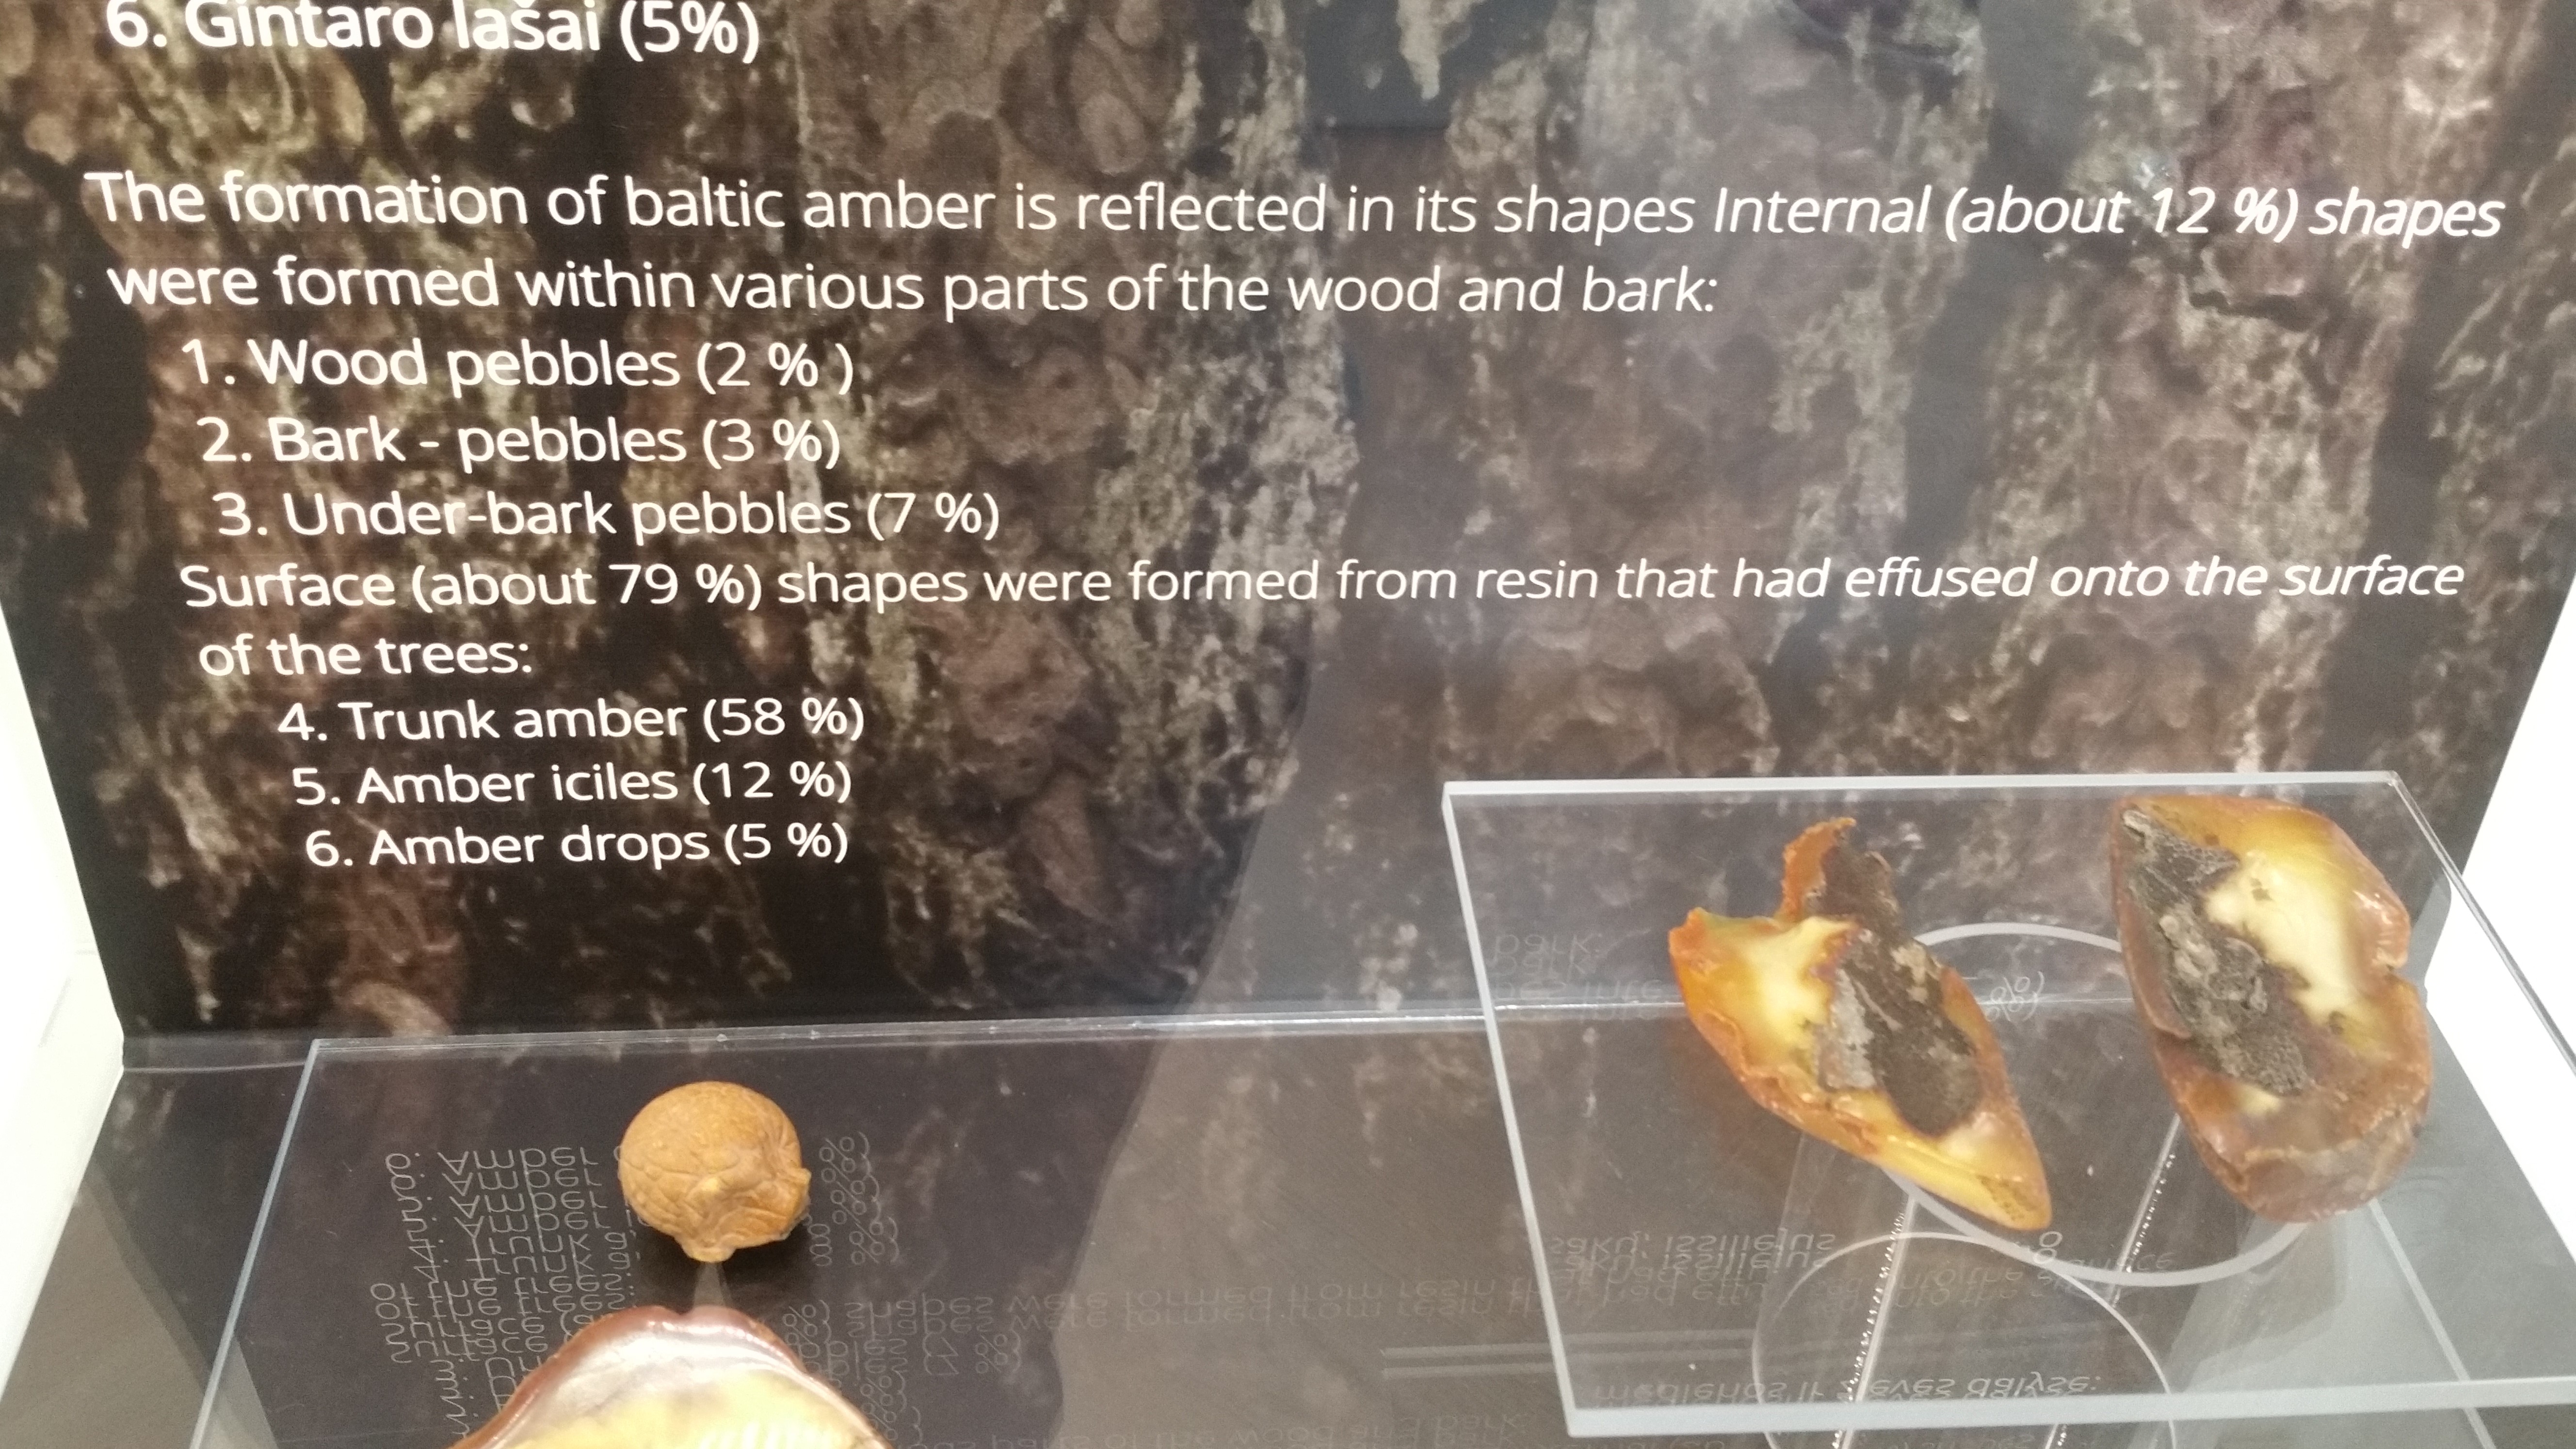 6. Gintaro lašai (5%)
The formation of baltic amber is reflected in its shapes Internal (about 12 %) shapes
were formed within various parts of the wood and bark:
1. Wood pebbles (2 % )
2. Bark - pebbles (3 %)
3. Under-bark pebbles (7 %)
Surface (about 79 %) shapes were formed from resin that had effused onto the surface
of the trees:
4. Trunk amber (58 %)
5. Amber iciles (12 %)
6. Amber drops (5 %)